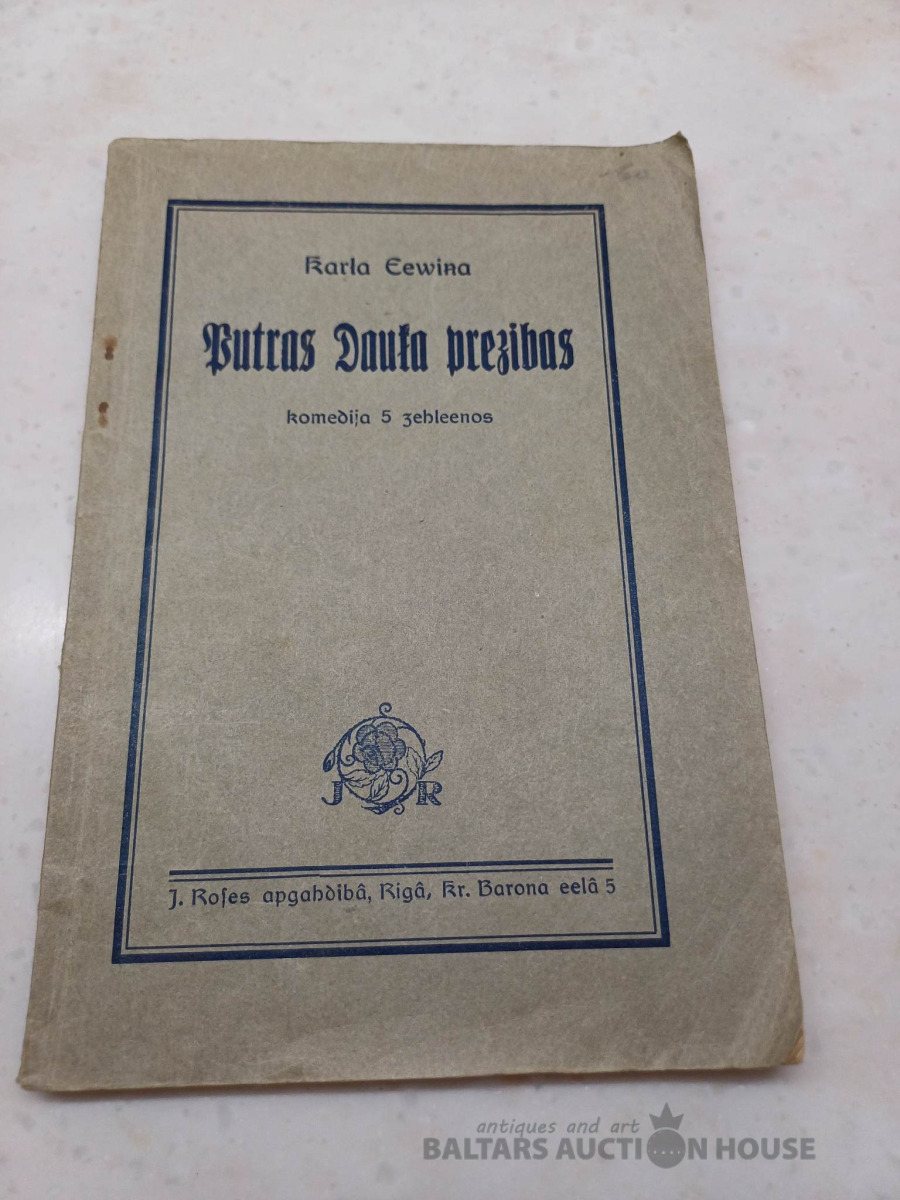 Karla Eewiņa
Putras Dauķa prezibas
komedija 5 zehleenos
J R
J. Roſes apgahdibâ, Rigâ, Kr. Barona eelâ 5
antiques and art
BALTARS AUCTION HOUSE